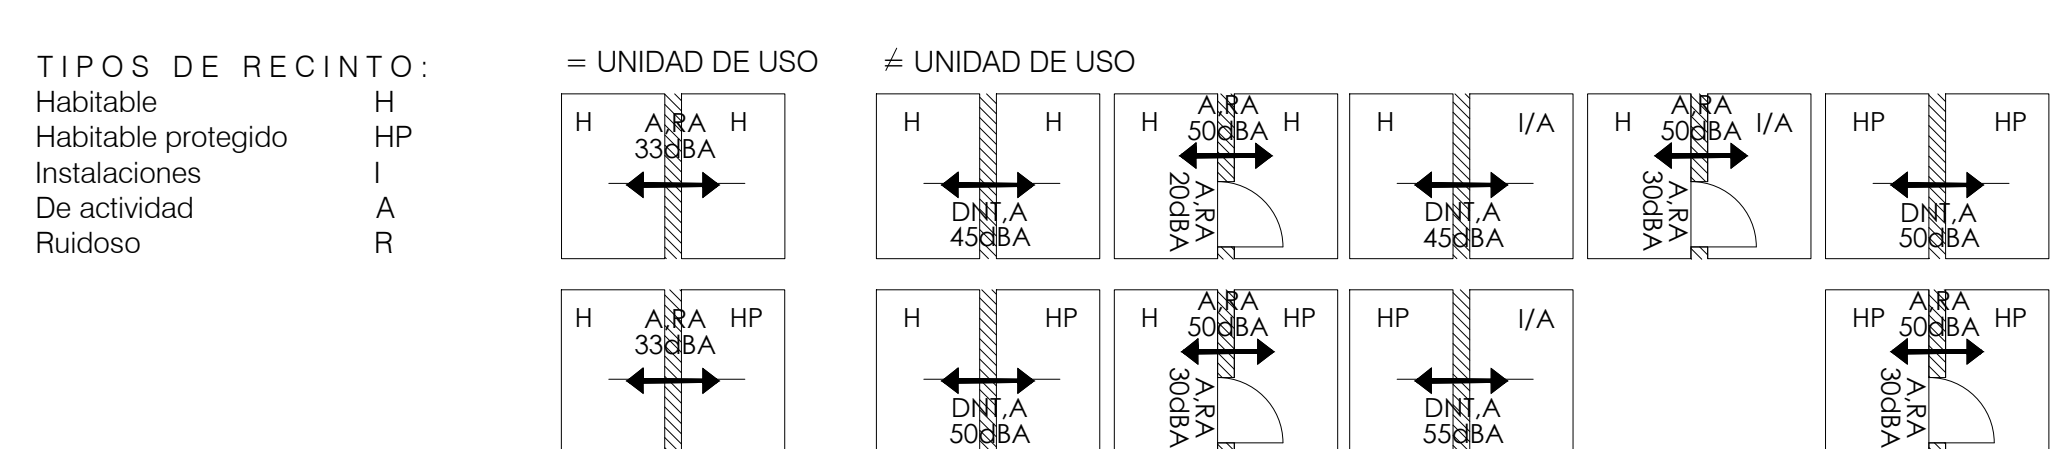 TIPOS DE RECINTO:
Habitable H
Habitable protegido HP
Instalaciones I
De actividad A
Ruidoso R
= UNIDAD DE USO
≠ UNIDAD DE USO
H A,RA H
33dBA
H H
DNT,A
45dBA
A,RA
H 50dBA H
A,RA
20dBA
H I/A
DNT,A
45dBA
A,RA
H 50dBA I/A
A,RA
30dBA
HP HP
DNT,A
50dBA
H A,RA HP
33dBA
H HP
DNT,A
50dBA
A,RA
H 50dBA HP
A,RA
30dBA
HP I/A
DNT,A
55dBA
A,RA
HP 50dBA HP
A,RA
30dBA